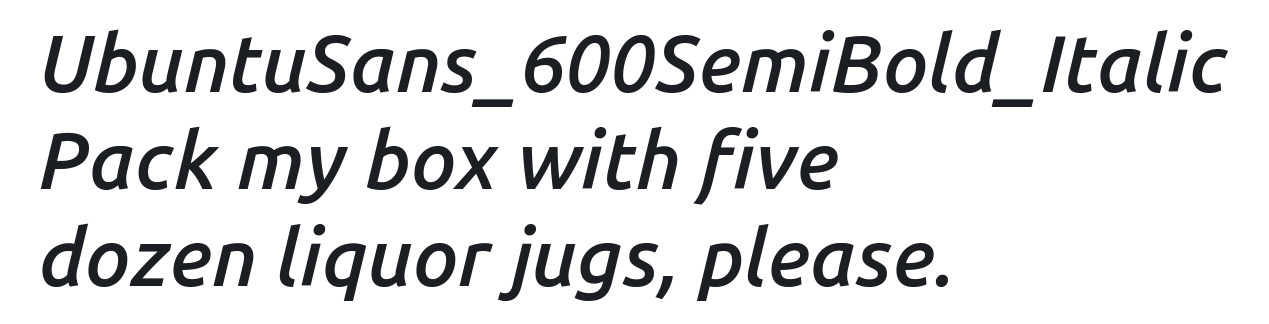 UbuntuSans_600SemiBold_Italic
Pack my box with five
dozen liquor jugs, please.